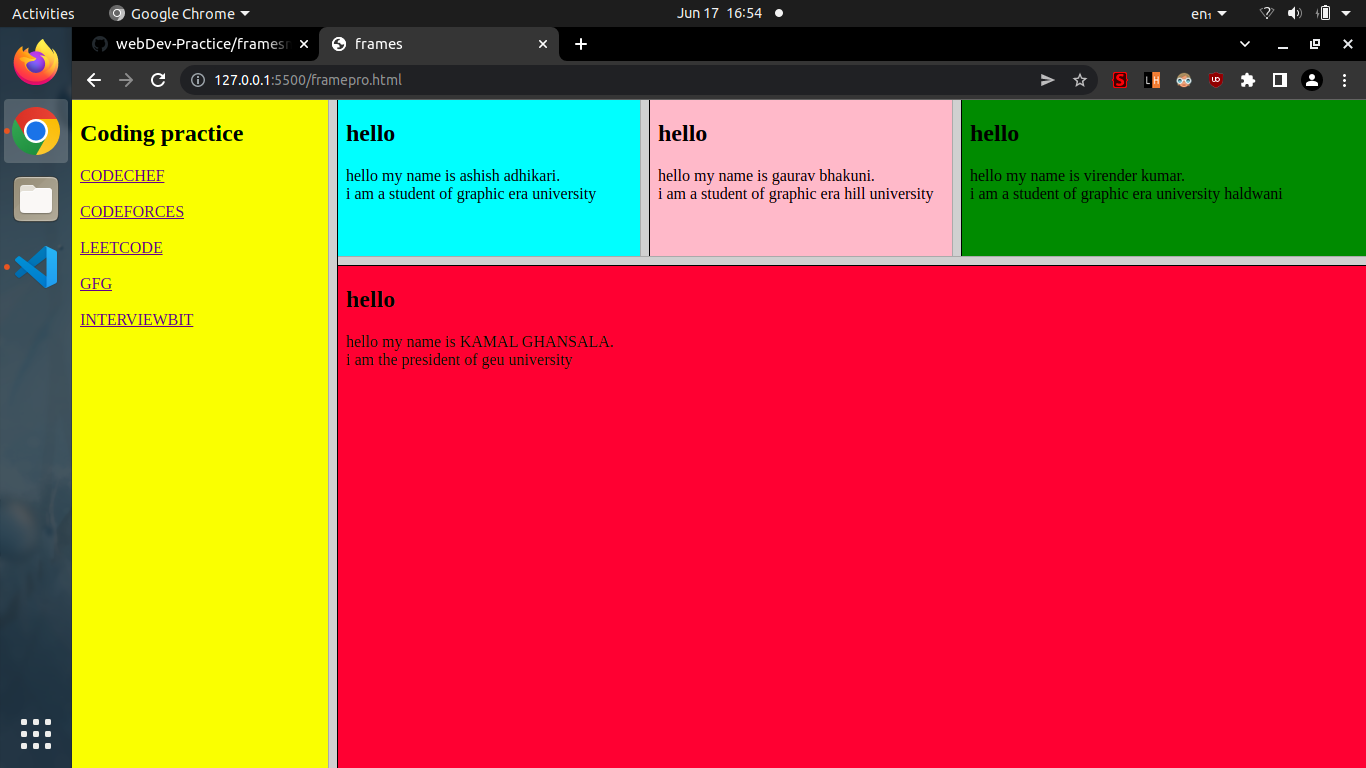 Activities
Google Chrome
Jun 17 16:54
en₁
webDev-Practice/frames
frames
127.0.0.1:5500/framepro.html
Coding practice
CODECHEF
CODEFORCES
LEETCODE
GFG
INTERVIEWBIT
hello
hello my name is ashish adhikari.
i am a student of graphic era university
hello
hello my name is gaurav bhakuni.
i am a student of graphic era hill university
hello
hello my name is virender kumar.
i am a student of graphic era university haldwani
hello
hello my name is KAMAL GHANSALA.
i am the president of geu university